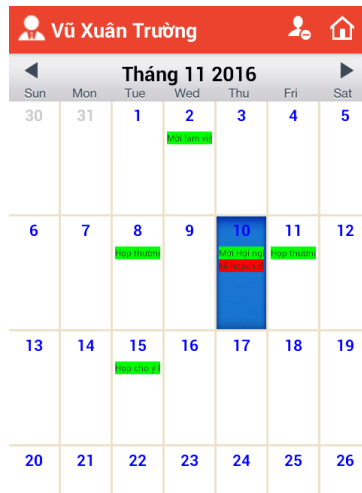 Vũ Xuân Trường
Tháng 11 2016
Sun Mon Tue Wed Thu Fri Sat
30 31 1 2 3 4 5
Mời làm việ
6 7 8 9 10 11 12
Họp thườn Mời Hội ng Họp thườn
Kế hoạch
13 14 15 16 17 18 19
Họp cho ý
20 21 22 23 24 25 26